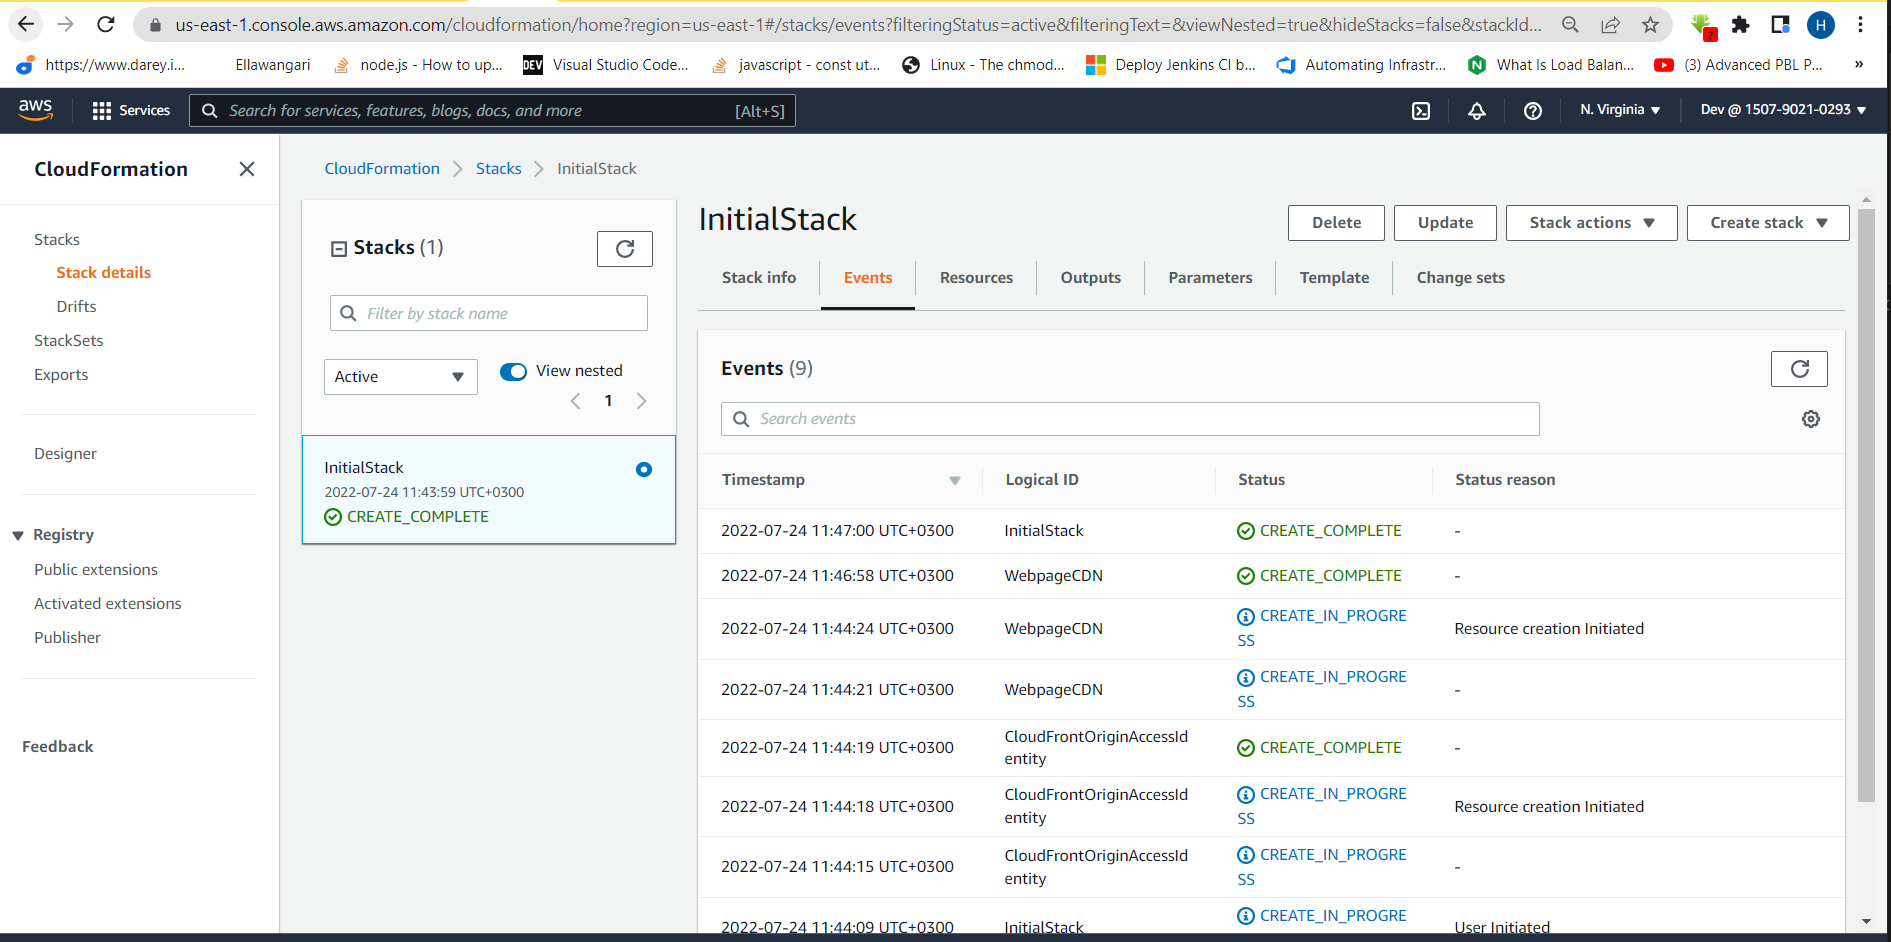 us-east-1.console.aws.amazon.com/cloudformation/home?region=us-east-1#/stacks/events?filteringStatus=active&filteringText=&viewNested=true&hideStacks=false&stackId...
?
H
https://www.darey.i...
Ellawangari
node.js - How to up...
DEV
Visual Studio Code...
javascript - const ut...
Linux - The chmod...
Deploy Jenkins CI b...
Automating Infrastr...
N
What Is Load Balan...
(3) Advanced PBL P...
»
aws
Services
Search for services, features, blogs, docs, and more
[Alt+S]
N. Virginia
Dev @ 1507-9021-0293
CloudFormation
Stacks
Stack details
Drifts
StackSets
Exports
Designer
Registry
Public extensions
Activated extensions
Publisher
Feedback
CloudFormation
Stacks
InitialStack
Stacks (1)
Filter by stack name
Active
View nested
1
InitialStack
2022-07-24 11:43:59 UTC+0300
CREATE_COMPLETE
InitialStack
Delete
Update
Stack actions
Create stack
Stack info
Events
Resources
Outputs
Parameters
Template
Change sets
Events (9)
Search events
Timestamp
Logical ID
Status
Status reason
2022-07-24 11:47:00 UTC+0300
InitialStack
CREATE_COMPLETE
-
2022-07-24 11:46:58 UTC+0300
WebpageCDN
CREATE_COMPLETE
-
2022-07-24 11:44:24 UTC+0300
WebpageCDN
CREATE_IN_PROGRE
SS
Resource creation Initiated
2022-07-24 11:44:21 UTC+0300
WebpageCDN
CREATE_IN_PROGRE
SS
-
2022-07-24 11:44:19 UTC+0300
CloudFrontOriginAccessId
entity
CREATE_COMPLETE
-
2022-07-24 11:44:18 UTC+0300
CloudFrontOriginAccessId
entity
CREATE_IN_PROGRE
SS
Resource creation Initiated
2022-07-24 11:44:15 UTC+0300
CloudFrontOriginAccessId
entity
CREATE_IN_PROGRE
SS
-
2022-07-24 11:44:09 UTC+0300
InitialStack
CREATE_IN_PROGRE
User Initiated